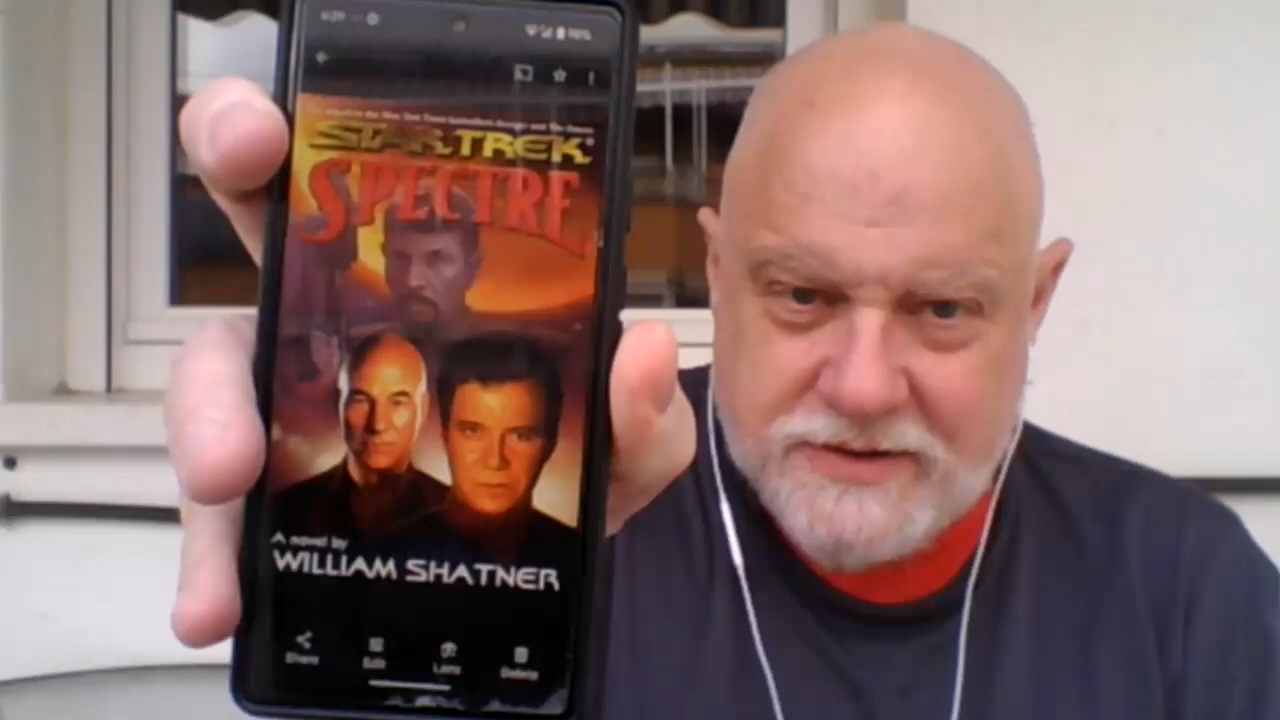 STAR TREK®
SPECTRE
A novel by
WILLIAM SHATNER
Share Edit Lens Delete